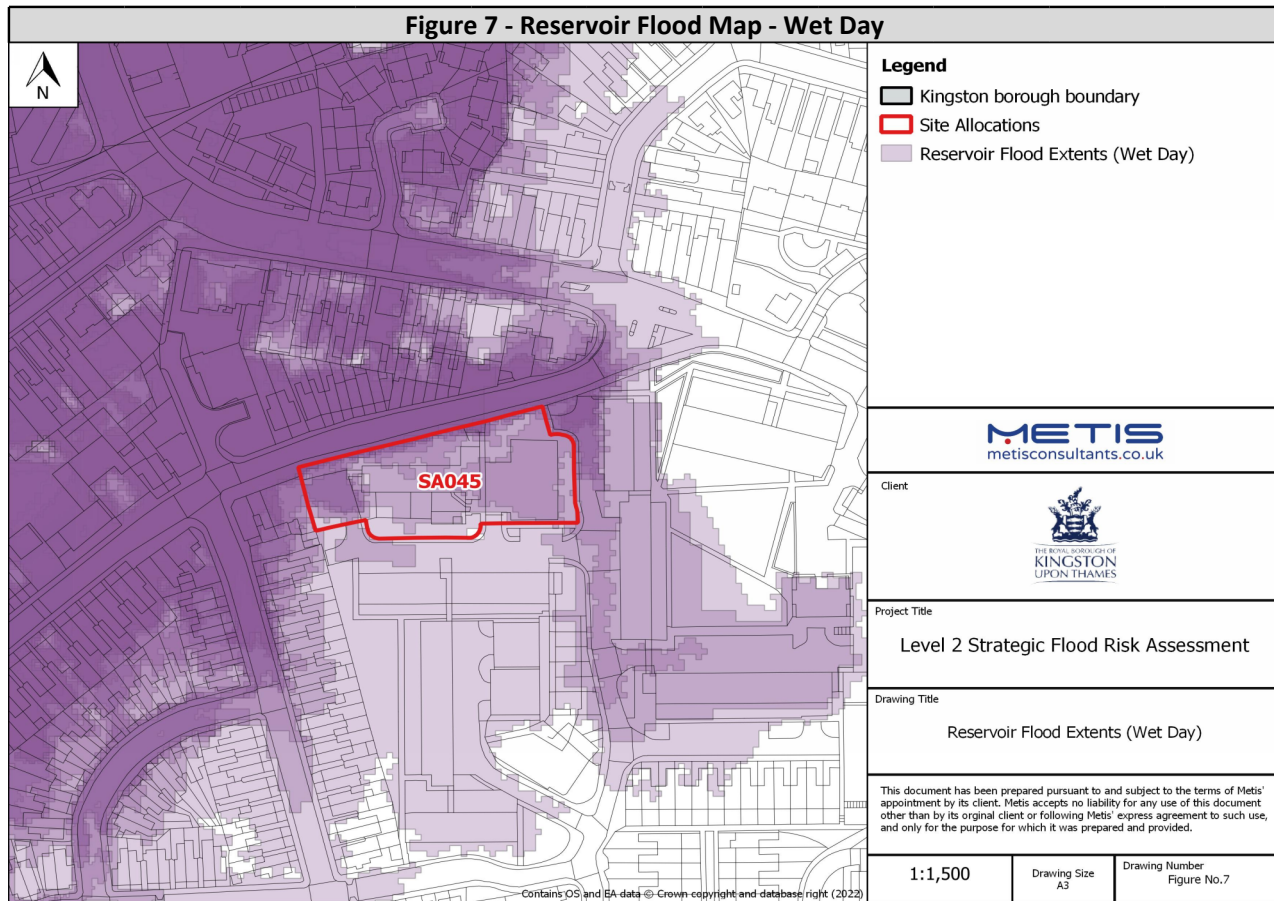 Figure 7 - Reservoir Flood Map - Wet Day
N
SA045
Contains OS and EA data © Crown copyright and database right (2022)
Legend
Kingston borough boundary
Site Allocations
Reservoir Flood Extents (Wet Day)
METIS
metisconsultants.co.uk
Client
THE ROYAL BOROUGH OF
KINGSTON
UPON THAMES
Project Title
Level 2 Strategic Flood Risk Assessment
Drawing Title
Reservoir Flood Extents (Wet Day)
This document has been prepared pursuant to and subject to the terms of Metis'
appointment by its client. Metis accepts no liability for any use of this document
other than by its orginal client or following Metis' express agreement to such use,
and only for the purpose for which it was prepared and provided.
1:1,500
Drawing Size
A3
Drawing Number
Figure No.7